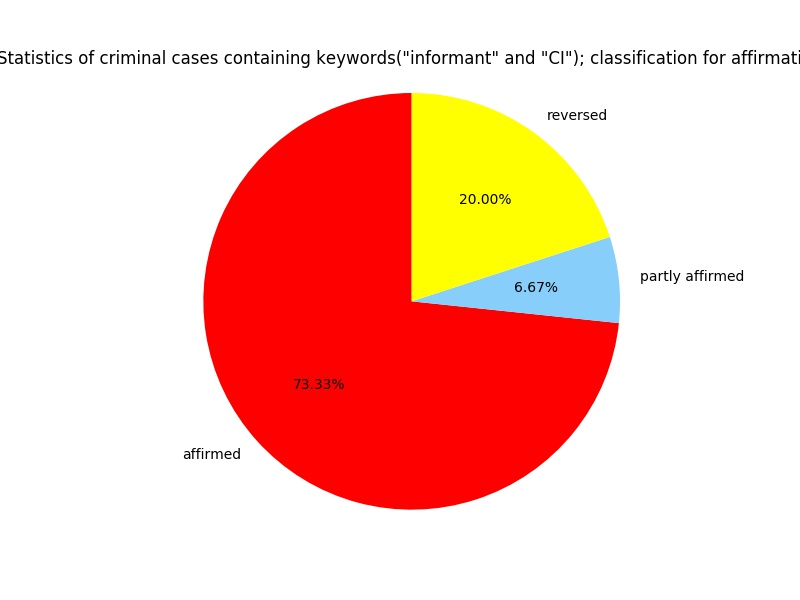 Statistics of criminal cases containing keywords("informant" and "CI"); classification for affirmati
reversed
20.00%
partly affirmed
6.67%
73.33%
affirmed